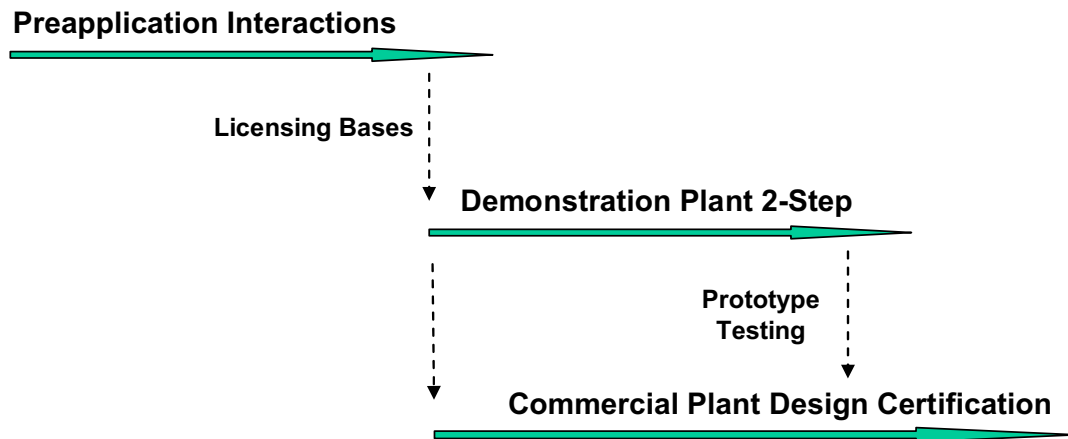 Preapplication Interactions
Licensing Bases
Demonstration Plant 2-Step
Prototype
Testing
Commercial Plant Design Certification